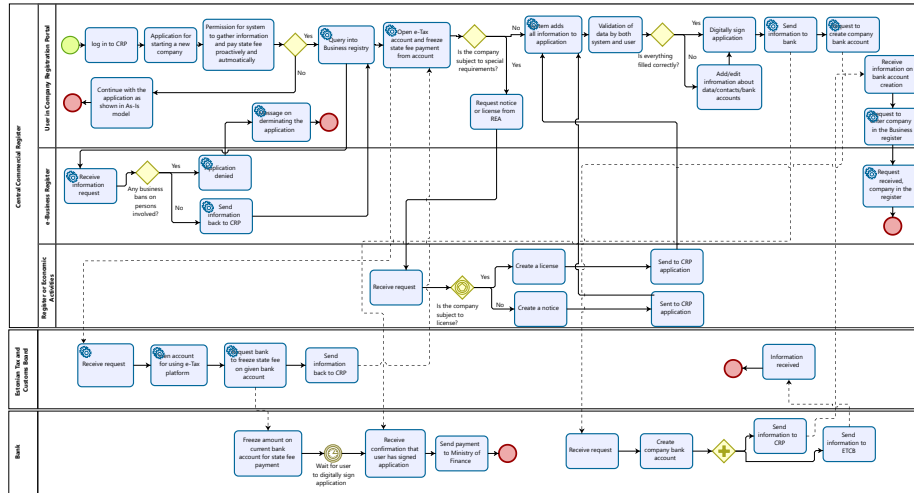 Central Commercial Register
User in Company Registration Portal
log in to CRP
Application for
starting a new
company
Permission for system
to gather information
and pay state fee
proactively and
autmoatically
Yes
No
Query into
Business registry
Open e-Tax
account and freeze
state fee payment
from account
Is the company
subject to special
requirements?
No
Yes
Request notice
or license from
REA
all information to
application
Validation of
data by both
system and user
Is everything
filled correctly?
Yes
No
Digitally sign
application
Add/edit
infromation about
data/contacts/bank
accounts
Send
information to
bank
Request to
create company
bank account
Receive
information on
bank account
creation
Request to
company
in the Business
register
Continue with the
application as
shown in As-Is
model
Message on
derminating the
application
e-Business Register
Receive
information
request
Any business
bans on
persons
involved?
Yes
No
Application
denied
Send
information
back to CRP
Request
received,
company in the
register
Register or Economic
Activities
Receive request
Is the company
subject to
license?
Yes
No
Create a license
Create a notice
Send to CRP
application
Sent to CRP
application
Estonian Tax and
Customs Board
Receive request
account
for using e-Tax
platform
Request bank
to freeze state fee
on given bank
account
Send
information
back to CRP
Information
received
Bank
Freeze amount on
current bank
account for state fee
payment
Wait for user
to digitally sign
application
Receive
confirmation that
user has signed
application
Send payment
to Ministry of
Finance
Receive request
Create
company bank
account
Send
information to
CRP
Send
information to
ETCB